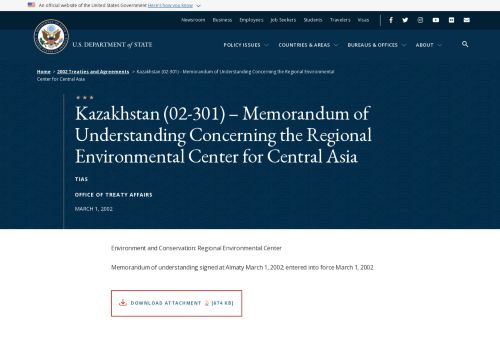 An official website of the United States Government Here's how you know
Newsroom Business Employees Job Seekers Students Travelers Visas
U.S. DEPARTMENT of STATE
POLICY ISSUES COUNTRIES & AREAS BUREAUS & OFFICES ABOUT
Home > 2002 Treaties and Agreements > Kazakhstan (02-301) – Memorandum of Understanding Concerning the Regional Environmental
Center for Central Asia
Kazakhstan (02-301) – Memorandum of
Understanding Concerning the Regional
Environmental Center for Central Asia
TIAS
OFFICE OF TREATY AFFAIRS
MARCH 1, 2002
Environment and Conservation: Regional Environmental Center
Memorandum of understanding signed at Almaty March 1, 2002; entered into force March 1, 2002
DOWNLOAD ATTACHMENT [674 KB]